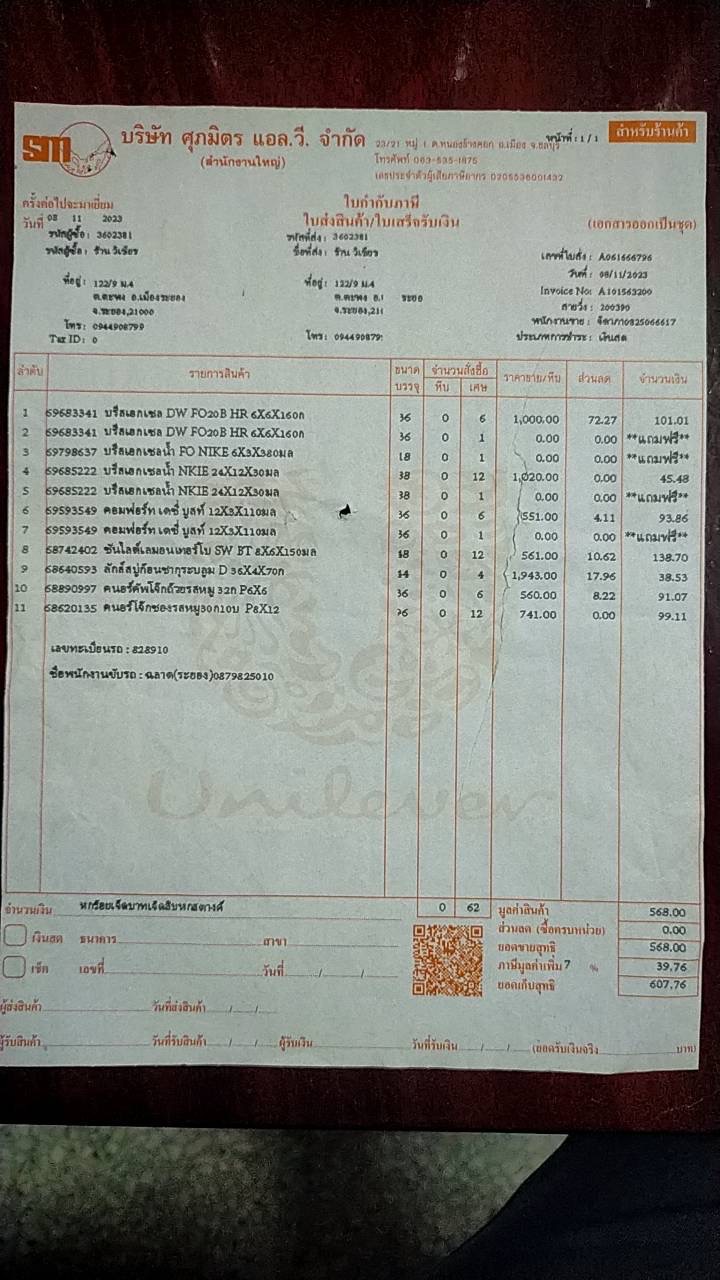 sm บริษัท ศุภมิตร แอล.วี. จำกัด
(สำนักงานใหญ่)
23/21 หมู่ 1 ต.หนองข้างคอก อ.เมือง จ.ชลบุรี
หน้าที่ : 1 / 1
สำหรับร้านค้า
โทรศัพท์ 063-535-1875
เลขประจำตัวผู้เสียภาษีอากร 0205536001432
ครั้งต่อไปจะมาเยี่ยม
วันที่ 08 11 2023
ใบกำกับภาษี
ใบส่งสินค้า/ใบเสร็จรับเงิน
(เอกสารออกเป็นชุด)
รหัสผู้ซื้อ : 3602381
ชื่อผู้ซื้อ : ร้าน วิเชียร
ที่อยู่ : 122/9 ม.4
ต.ตะพง อ.เมืองระยอง
จ.ระยอง,21000
โทร : 0944908799
Tax ID : 0
รหัสที่ส่ง : 3602381
ชื่อที่ส่ง : ร้าน วิเชียร
ที่อยู่ : 122/9 ม.4
ต.ตะพง อ.เ ระยอ
จ.ระยอง,210
โทร : 094490879
เลขที่ใบสั่ง : A061666796
วันที่ : 08/11/2023
Invoice No: A101563200
สายวิ่ง : 200390
พนักงานขาย : จิดาภา0825066617
ประเภทการชำระ : เงินสด
ลำดับ รายการสินค้า ขนาดบรรจุ จำนวนสั่งซื้อ หีบ เศษ ราคาขาย/หีบ ส่วนลด จำนวนเงิน
1 69683341 บรีสเอกเซล DW FO20B HR 6X6X160ก 36 0 6 1,000.00 72.27 101.01
2 69683341 บรีสเอกเซล DW FO20B HR 6X6X160ก 36 0 1 0.00 0.00 **แถมฟรี**
3 69798637 บรีสเอกเซลน้ำ FO NIKE 6X3X380มล 18 0 1 0.00 0.00 **แถมฟรี**
4 69685222 บรีสเอกเซลน้ำ NKIE 24X12X30มล 38 0 12 1,020.00 0.00 45.48
5 69685222 บรีสเอกเซลน้ำ NKIE 24X12X30มล 38 0 1 0.00 0.00 **แถมฟรี**
6 69593549 คอมฟอร์ท เดซี่ บูสท์ 12X3X110มล 36 0 6 551.00 4.11 93.86
7 69593549 คอมฟอร์ท เดซี่ บูสท์ 12X3X110มล 36 0 1 0.00 0.00 **แถมฟรี**
8 68742402 ซันไลต์เลมอนเทอร์โบ SW BT 8X6X150มล 48 0 12 561.00 10.62 138.70
9 68640593 ลักส์สบู่ก้อนซากุระบลูม D 36X4X70ก 14 0 4 1,943.00 17.96 38.53
10 68890997 คนอร์คัพโจ๊กถ้วยรสหมู 32ก P6X6 36 0 6 560.00 8.22 91.07
11 68620135 คนอร์โจ๊กซองรสหมู30ก10บ P8X12 96 0 12 741.00 0.00 99.11
เลขทะเบียนรถ : 828910
ชื่อพนักงานขับรถ : ฉลาด(ระยอง)0879825010
Unilever
จำนวนเงิน หกร้อยเจ็ดบาทเจ็ดสิบหกสตางค์ 0 62
มูลค่าสินค้า 568.00
ส่วนลด (ซื้อครบหน่วย) 0.00
ยอดขายสุทธิ 568.00
ภาษีมูลค่าเพิ่ม 7 % 39.76
ยอดเก็บสุทธิ 607.76
เงินสด ธนาคาร สาขา
เช็ค เลขที่ วันที่ / /
ผู้ส่งสินค้า วันที่ส่งสินค้า / /
ผู้รับสินค้า วันที่รับสินค้า / / ผู้รับเงิน วันที่รับเงิน / / (ยอดรับเงินจริง บาท)